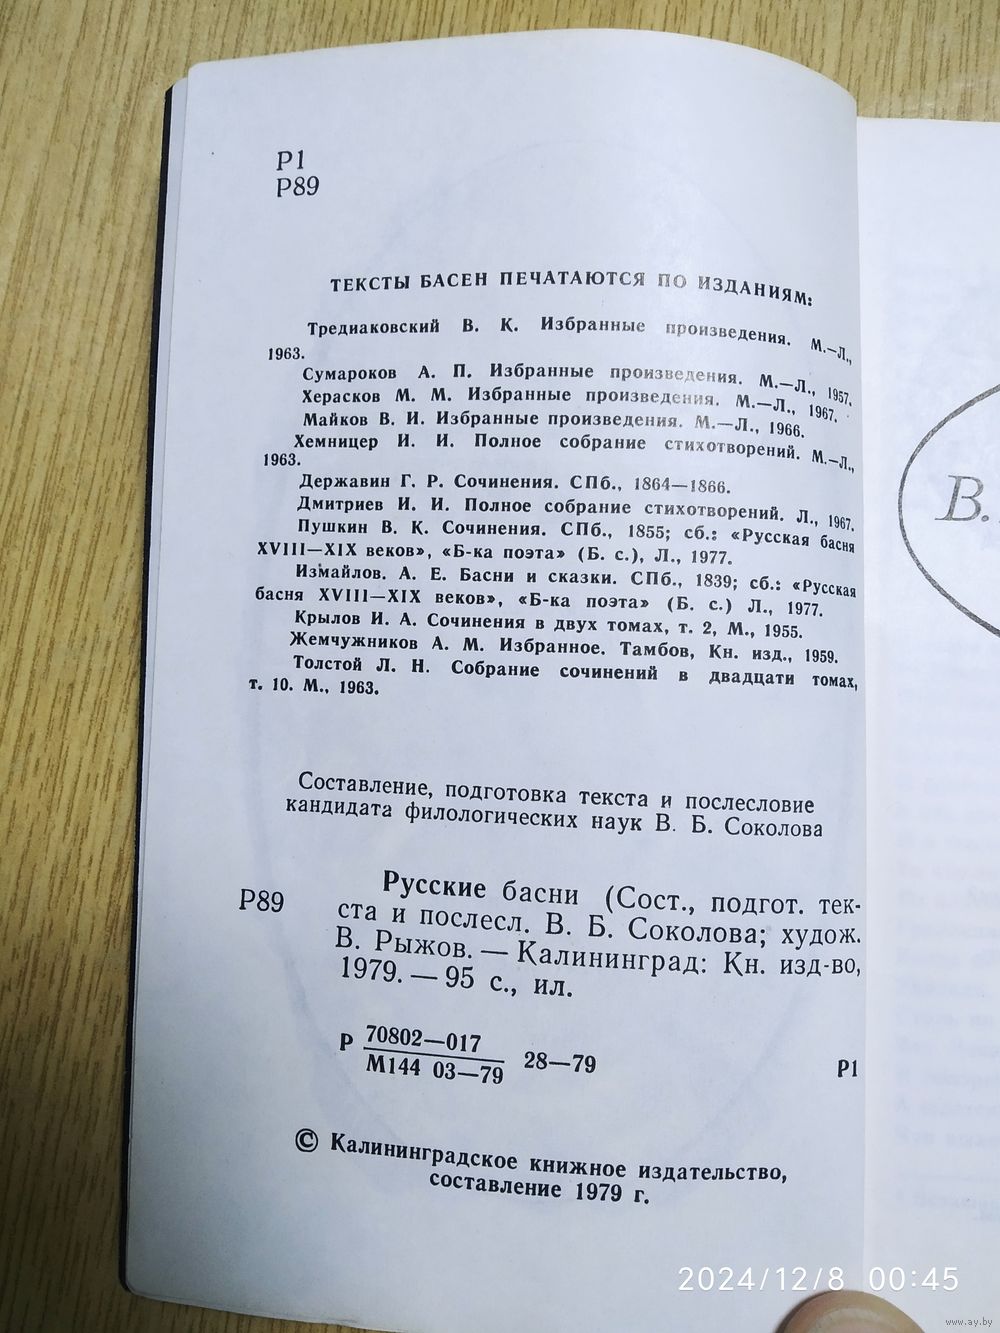 Р1
Р89
ТЕКСТЫ БАСЕН ПЕЧАТАЮТСЯ ПО ИЗДАНИЯМ:
Тредиаковский В. К. Избранные произведения. М.—Л.,
1963.
Сумароков А. П. Избранные произведения. М.—Л., 1957.
Херасков М. М. Избранные произведения. М.—Л., 1967.
Майков В. И. Избранные произведения. М.—Л., 1966.
Хемницер И. И. Полное собрание стихотворений. М.—Л.,
1963.
Державин Г. Р. Сочинения. СПб., 1864—1866.
Дмитриев И. И. Полное собрание стихотворений. Л., 1967.
Пушкин В. К. Сочинения. СПб., 1855; сб.: «Русская басня
XVIII—XIX веков», «Б-ка поэта» (Б. с.), Л., 1977.
Измайлов. А. Е. Басни и сказки. СПб., 1839; сб.: «Русская
басня XVIII—XIX веков», «Б-ка поэта» (Б. с.) Л., 1977.
Крылов И. А. Сочинения в двух томах, т. 2, М., 1955.
Жемчужников А. М. Избранное. Тамбов, Кн. изд., 1959.
Толстой Л. Н. Собрание сочинений в двадцати томах,
т. 10. М., 1963.
Составление, подготовка текста и послесловие
кандидата филологических наук В. Б. Соколова
Русские басни (Сост., подгот. тек-
Р89 ста и послесл. В. Б. Соколова; худож.
В. Рыжов. — Калининград: Кн. изд-во,
1979. — 95 с., ил.
Р 70802—017
М144 03—79 28—79 Р1
© Калининградское книжное издательство,
составление 1979 г.
В.
2024/12/8 00:45
www.ay.by